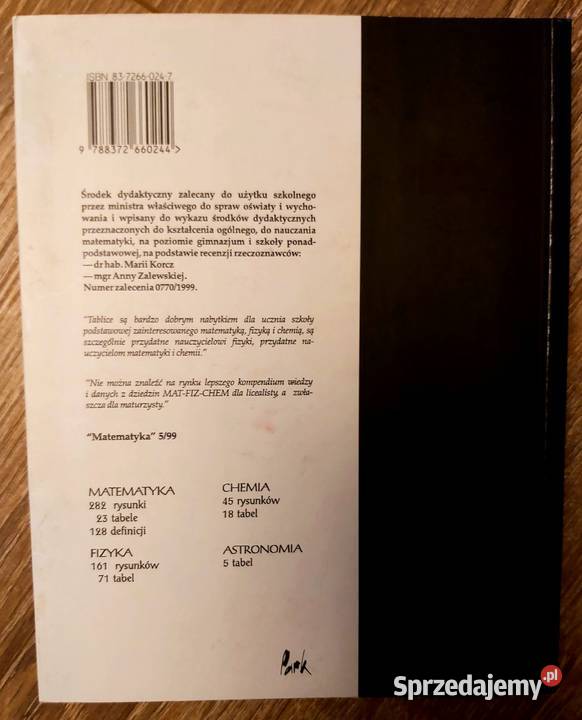 ISBN 83-7266-024-7
9 788372 660244 >
Środek dydaktyczny zalecany do użytku szkolnego
przez ministra właściwego do spraw oświaty i wycho-
wania i wpisany do wykazu środków dydaktycznych
przeznaczonych do kształcenia ogólnego, do nauczania
matematyki, na poziomie gimnazjum i szkoły ponad-
podstawowej, na podstawie recenzji rzeczoznawców:
— dr hab. Marii Korcz
— mgr Anny Zalewskiej.
Numer zalecenia 0770/1999.
"Tablice są bardzo dobrym nabytkiem dla ucznia szkoły
podstawowej zainteresowanego matematyką, fizyką i chemią, są
szczególnie przydatne nauczycielowi fizyki, przydatne na-
uczycielom matematyki i chemii."
"Nie można znaleźć na rynku lepszego kompendium wiedzy
i danych z dziedzin MAT-FIZ-CHEM dla licealisty, a zwła-
szcza dla maturzysty."
"Matematyka" 5/99
MATEMATYKA
282 rysunki
23 tabele
128 definicji
CHEMIA
45 rysunków
18 tabel
FIZYKA
161 rysunków
71 tabel
ASTRONOMIA
5 tabel
Park
Sprzedajemy.pl